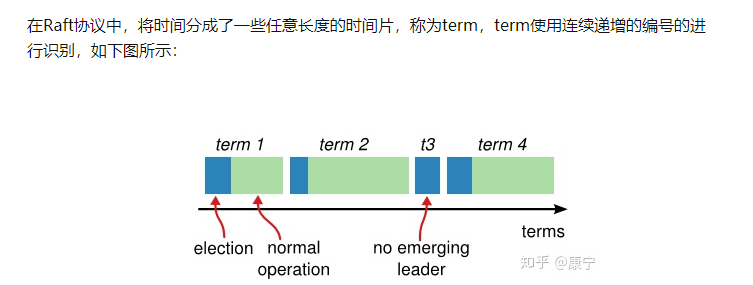 在Raft协议中，将时间分成了一些任意长度的时间片，称为term，term使用连续递增的编号的进
行识别，如下图所示：
term 1 term 2 t3 term 4
terms
election normal operation no emerging leader
知乎 @康宁